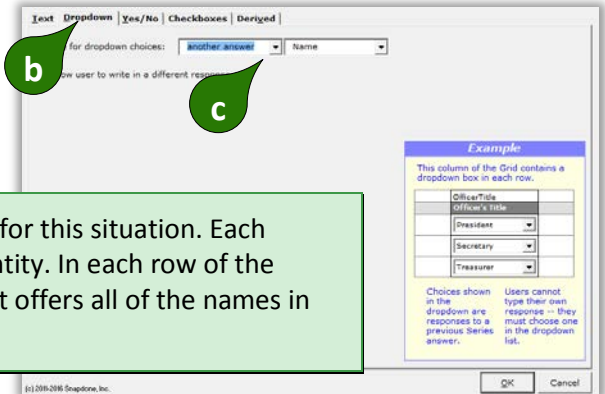 Text Dropdown Yes/No Checkboxes Derived
for dropdown choices: another answer Name
b
user to write in a different
c
Example
This column of the Grid contains a
dropdown box in each row.
OfficerTitle
Officer's Title
President
Secretary
Treasurer
for this situation. Each
ntity. In each row of the
t offers all of the names in
Choices shown
in the
dropdown are
responses to a
previous Series
answer.
Users cannot
type their own
response -- they
must choose one
in the dropdown
list.
(c) 2011-2016 Snapdone, Inc.
OK Cancel